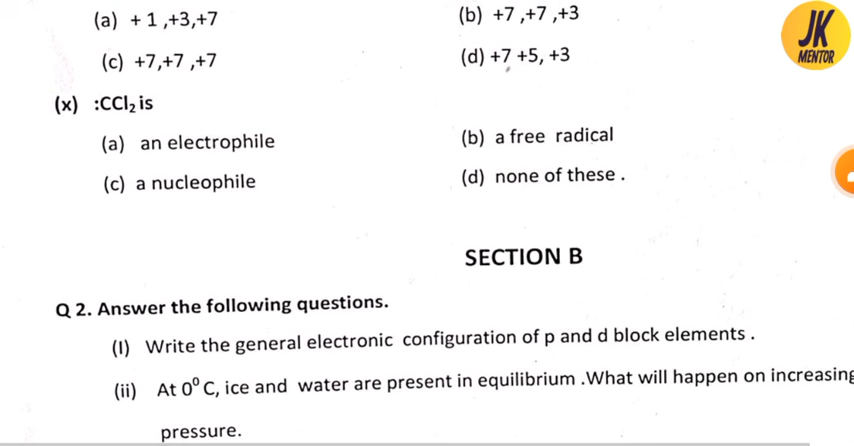 (a) + 1 ,+3,+7 (b) +7 ,+7 ,+3
JK
MENTOR
(c) +7,+7 ,+7 (d) +7 +5, +3
(x) :CCl₂ is
(a) an electrophile (b) a free radical
(c) a nucleophile (d) none of these .
SECTION B
Q 2. Answer the following questions.
(I) Write the general electronic configuration of p and d block elements .
(ii) At 0⁰ C, ice and water are present in equilibrium .What will happen on increasing
pressure.